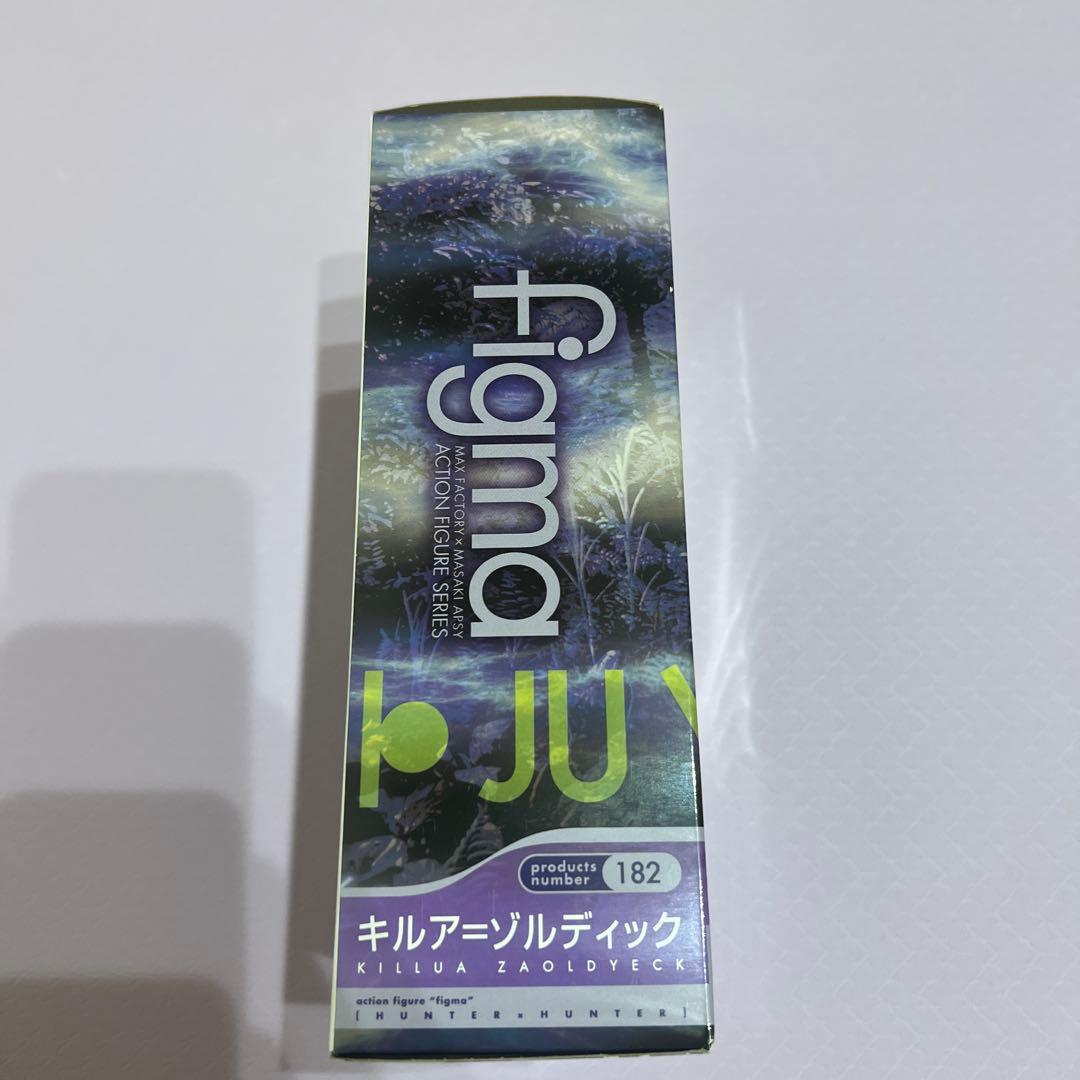 figma
MAX FACTORY × MASAKI APSY
ACTION FIGURE SERIES
products
number
182
キルア=ゾルディック
KILLUA ZAOLDYECK
action figure "figma"
[HUNTER×HUNTER]